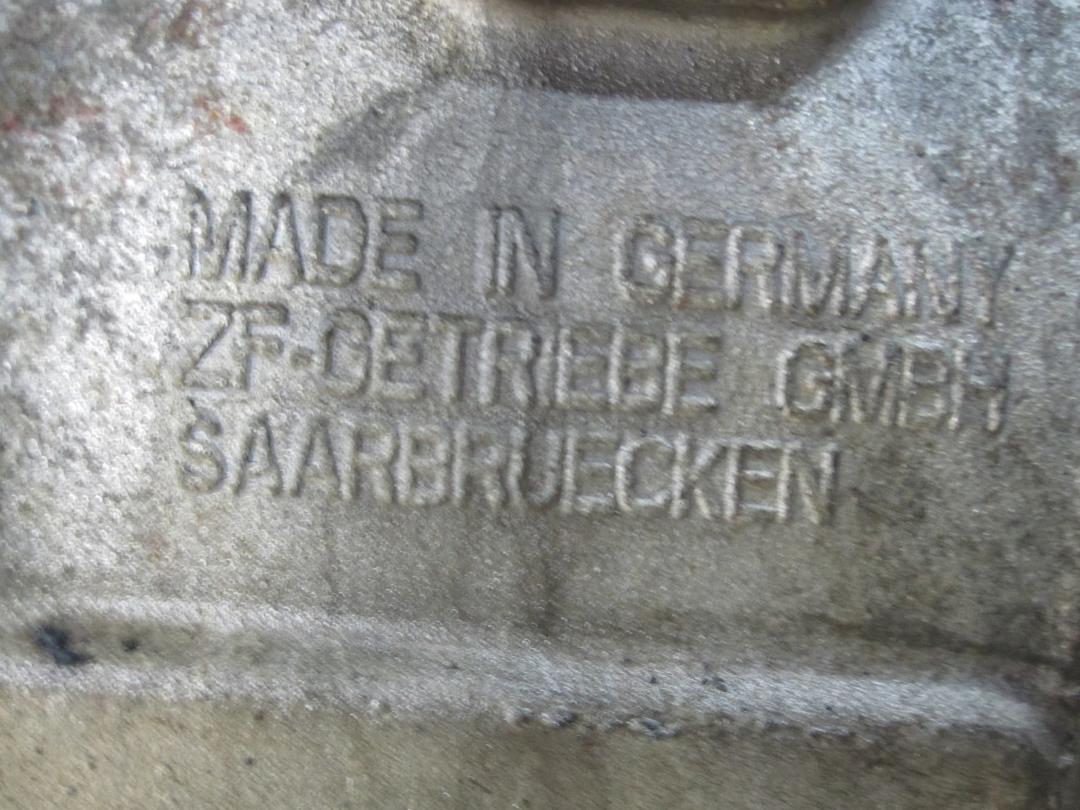 MADE IN GERMANY
ZF-GETRIEBE GMBH
SAARBRUECKEN